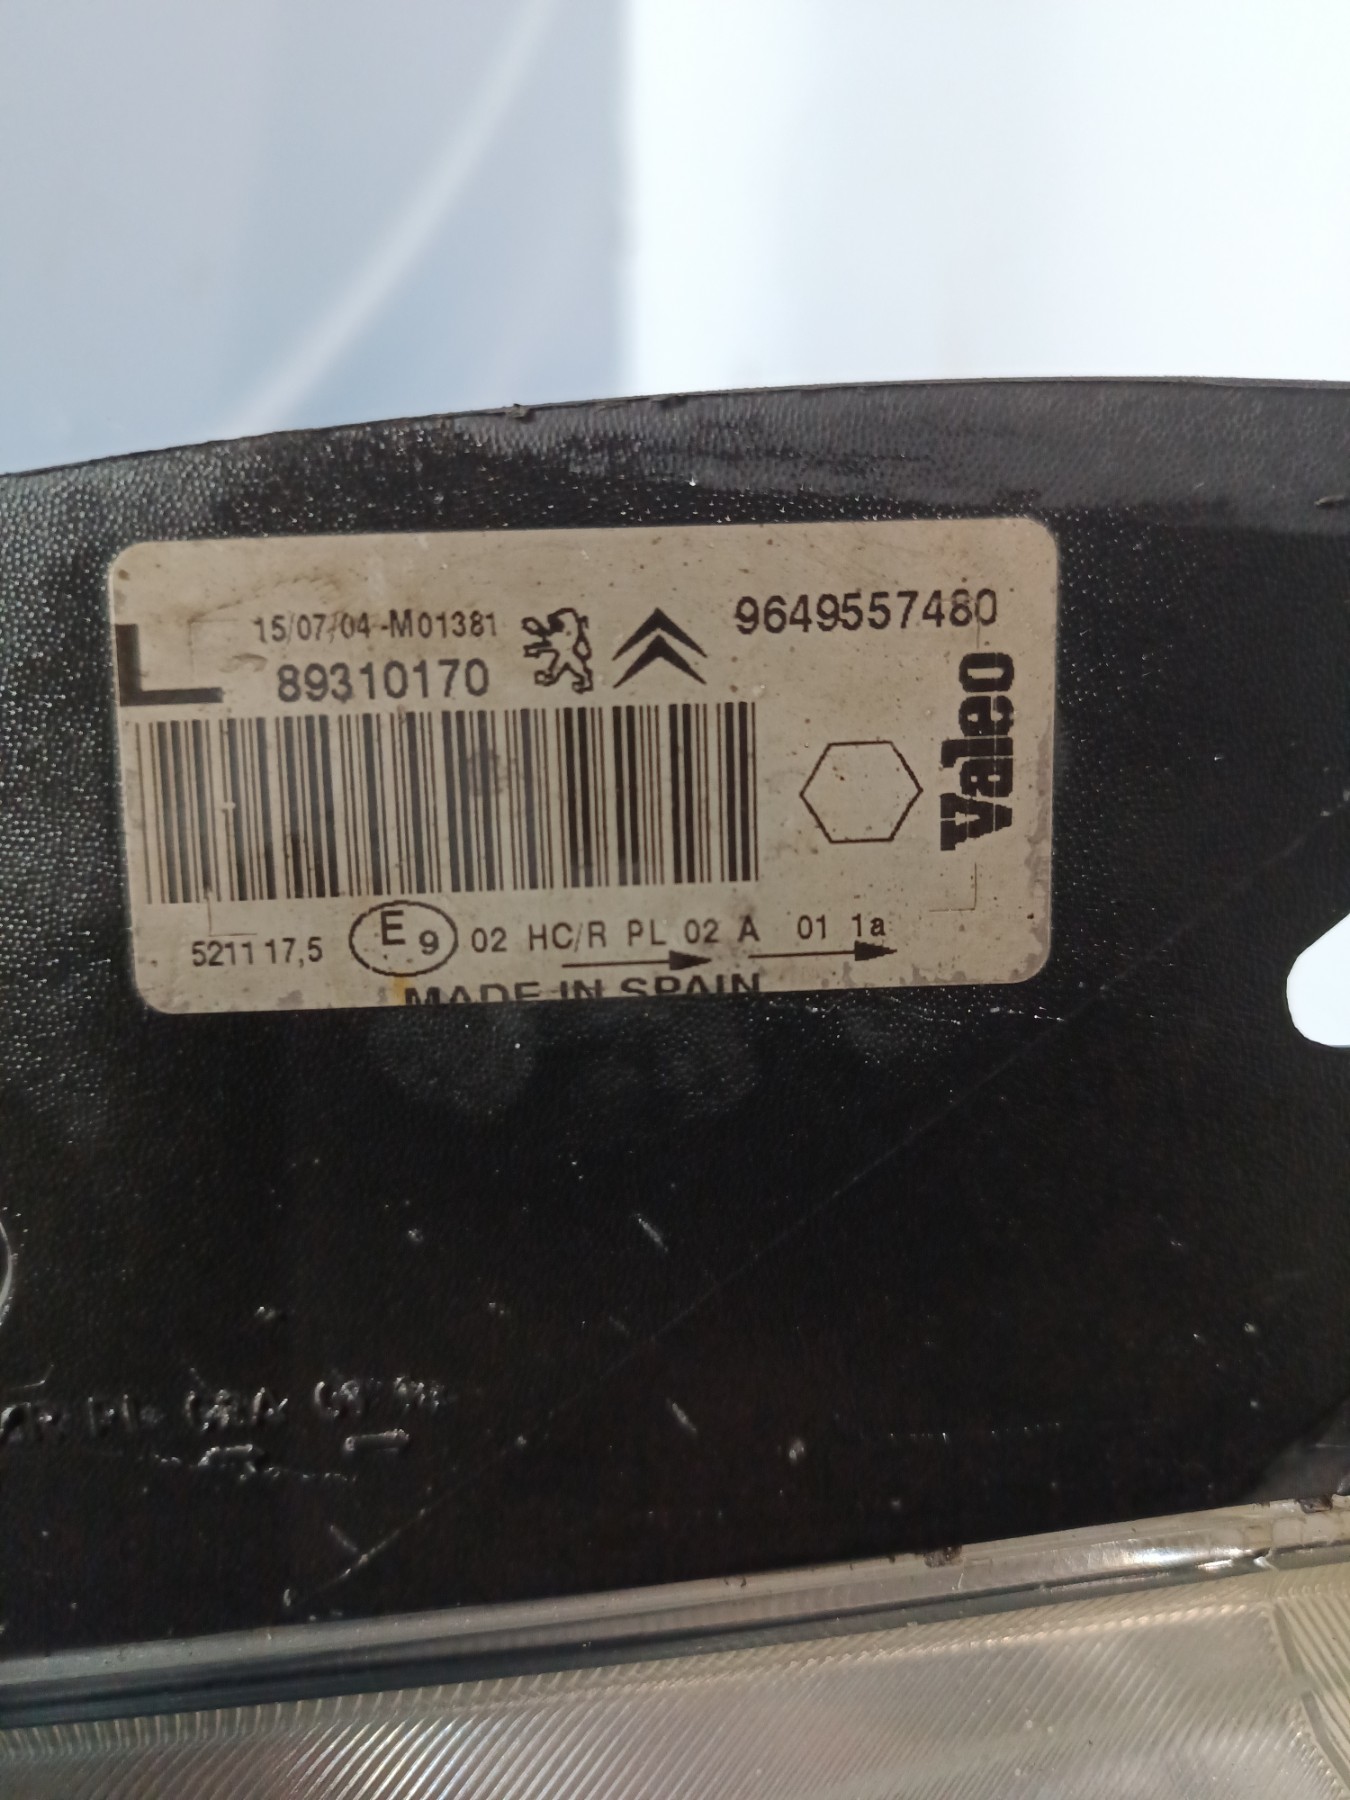 L
15/07/04-M01381
89310170
9649557480
Valeo
5211 17,5 E9 02 HC/R PL 02 A 01 1a
MADE IN SPAIN